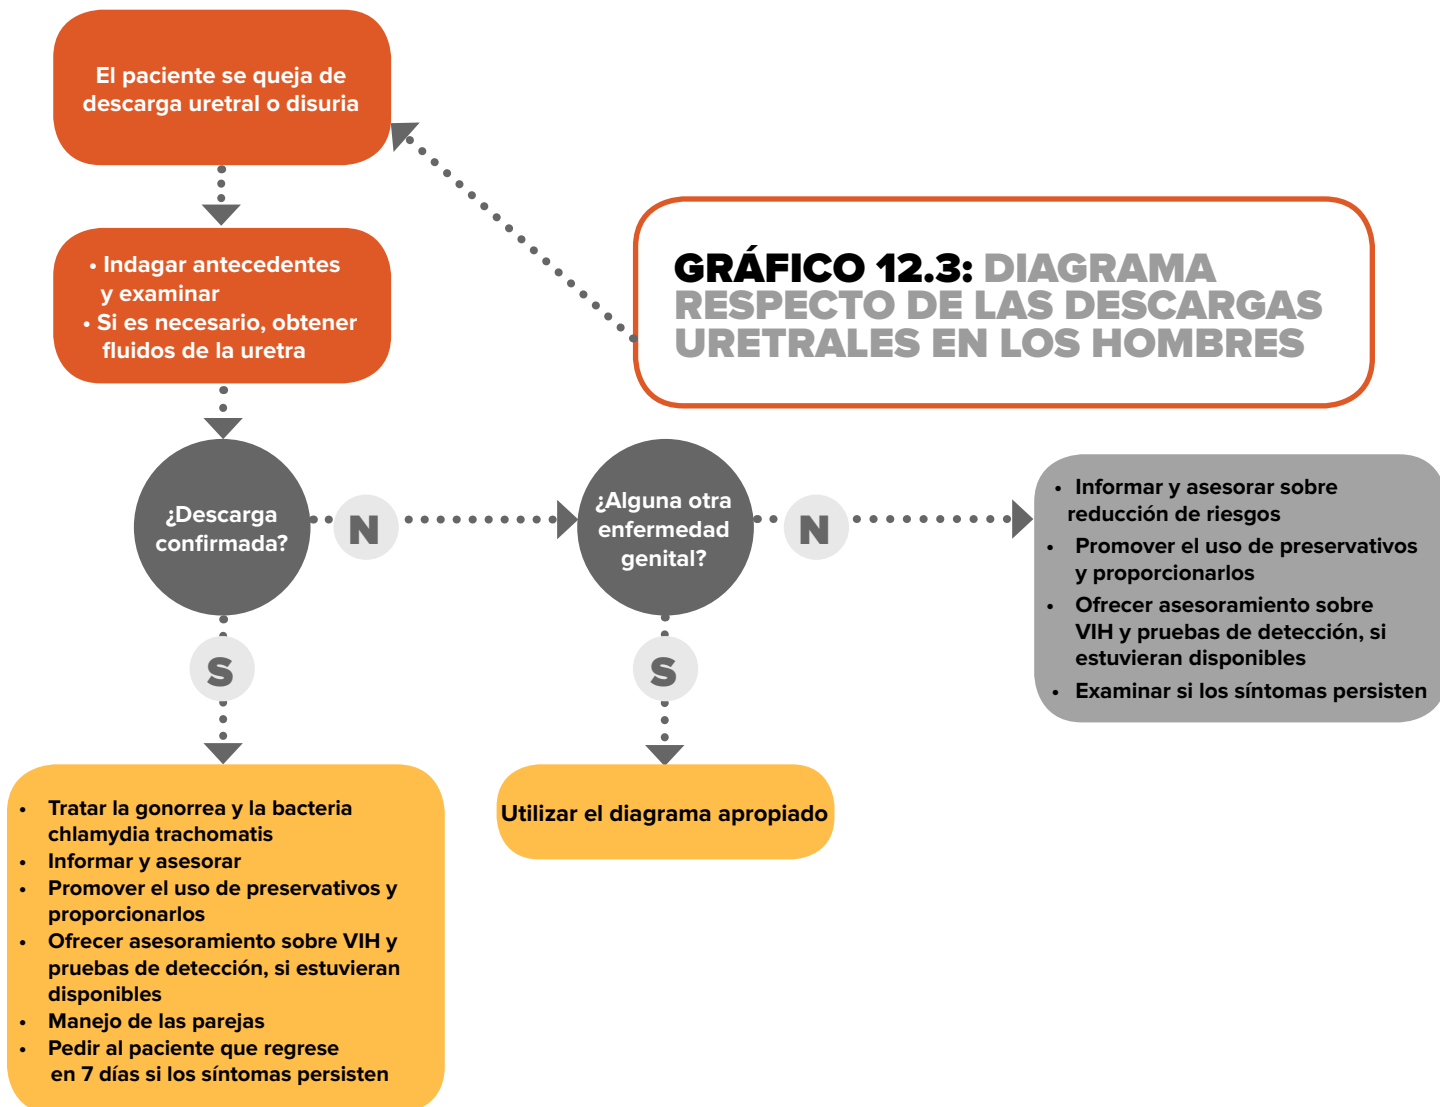 El paciente se queja de
descarga uretral o disuria
• Indagar antecedentes
y examinar
• Si es necesario, obtener
fluidos de la uretra
GRÁFICO 12.3: DIAGRAMA
RESPECTO DE LAS DESCARGAS
URETRALES EN LOS HOMBRES
¿Descarga
confirmada?
N
¿Alguna otra
enfermedad
genital?
N
• Informar y asesorar sobre
reducción de riesgos
• Promover el uso de preservativos
y proporcionarlos
• Ofrecer asesoramiento sobre
VIH y pruebas de detección, si
estuvieran disponibles
• Examinar si los síntomas persisten
S
S
• Tratar la gonorrea y la bacteria
chlamydia trachomatis
• Informar y asesorar
• Promover el uso de preservativos y
proporcionarlos
• Ofrecer asesoramiento sobre VIH y
pruebas de detección, si estuvieran
disponibles
• Manejo de las parejas
• Pedir al paciente que regrese
en 7 días si los síntomas persisten
Utilizar el diagrama apropiado